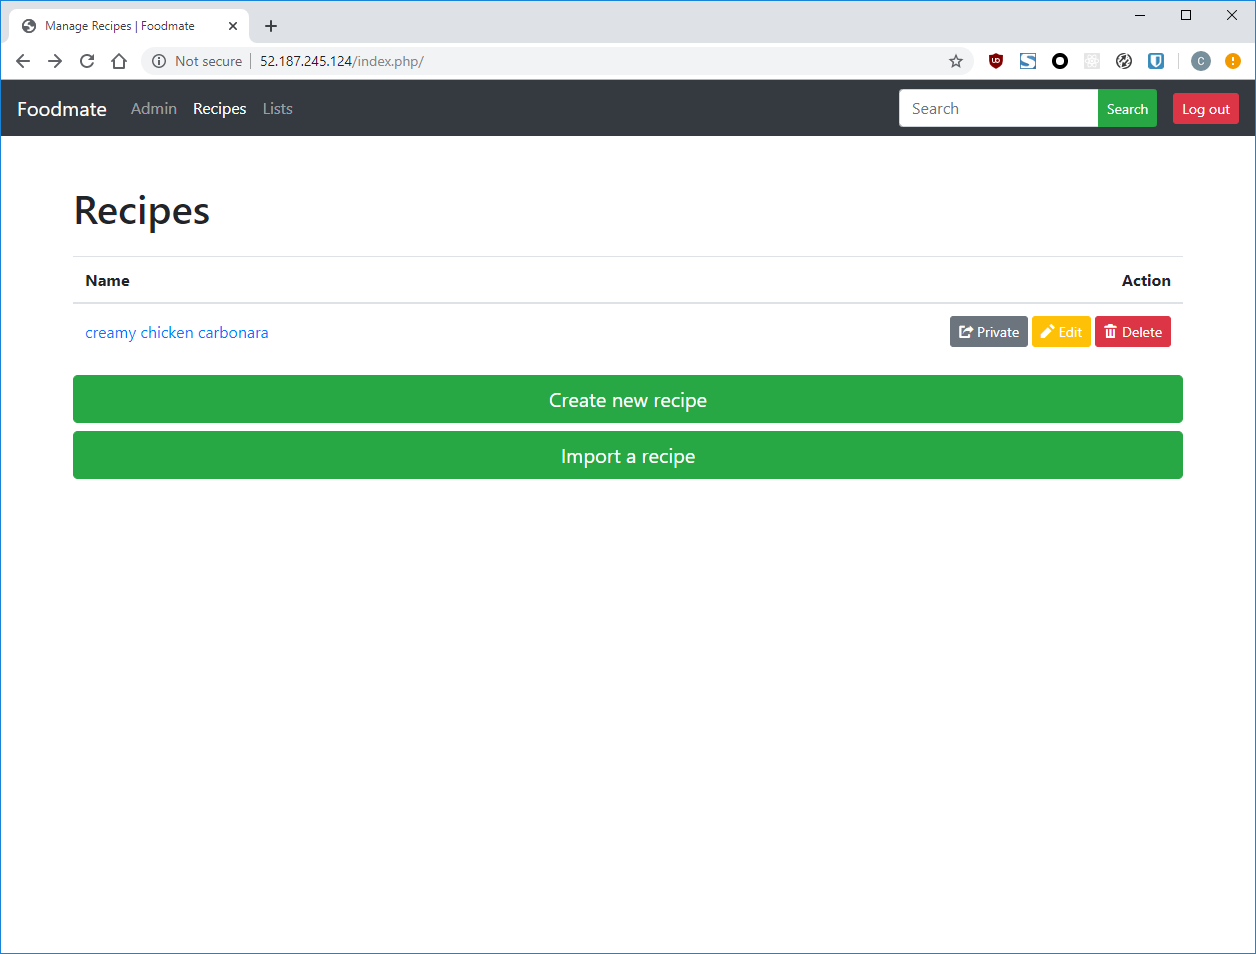 Manage Recipes | Foodmate
Not secure | 52.187.245.124/index.php/
Foodmate Admin Recipes Lists Search Search Log out
Recipes
Name Action
creamy chicken carbonara Private Edit Delete
Create new recipe
Import a recipe